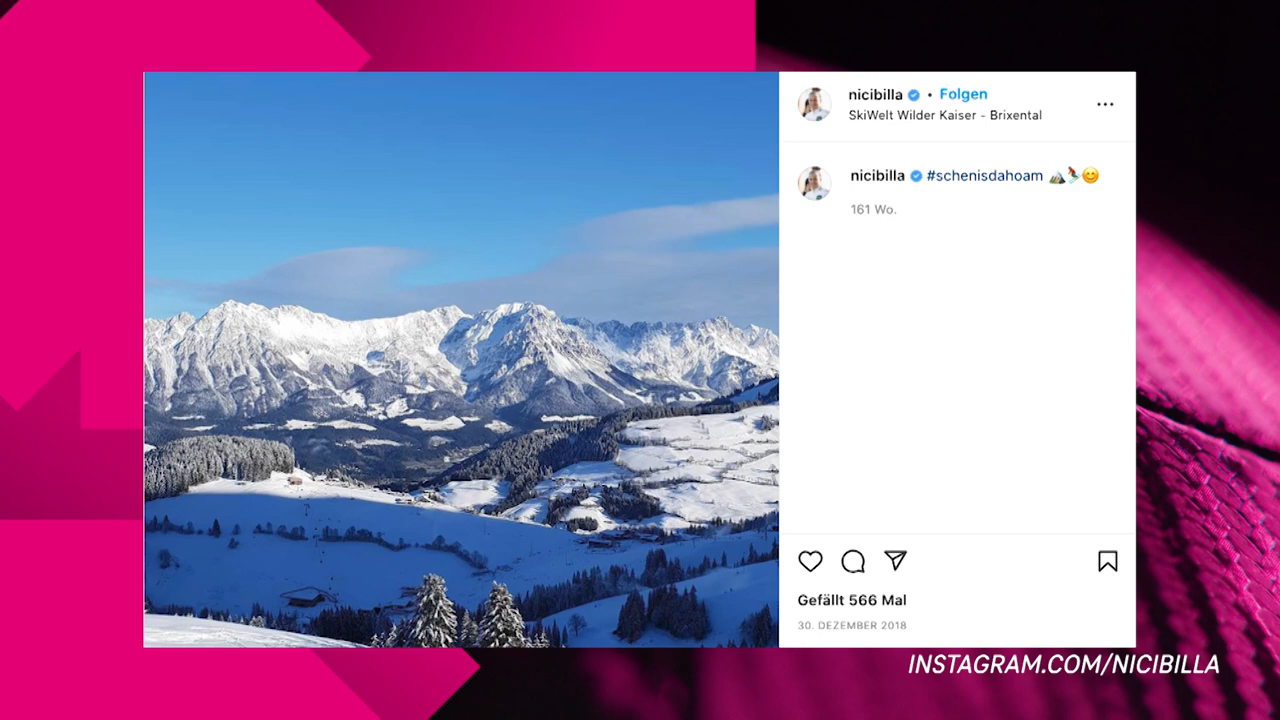 nicibilla • Folgen
SkiWelt Wilder Kaiser - Brixental
nicibilla #schenisdahoam
161 Wo.
Gefällt 566 Mal
30. DEZEMBER 2018
INSTAGRAM.COM/NICIBILLA